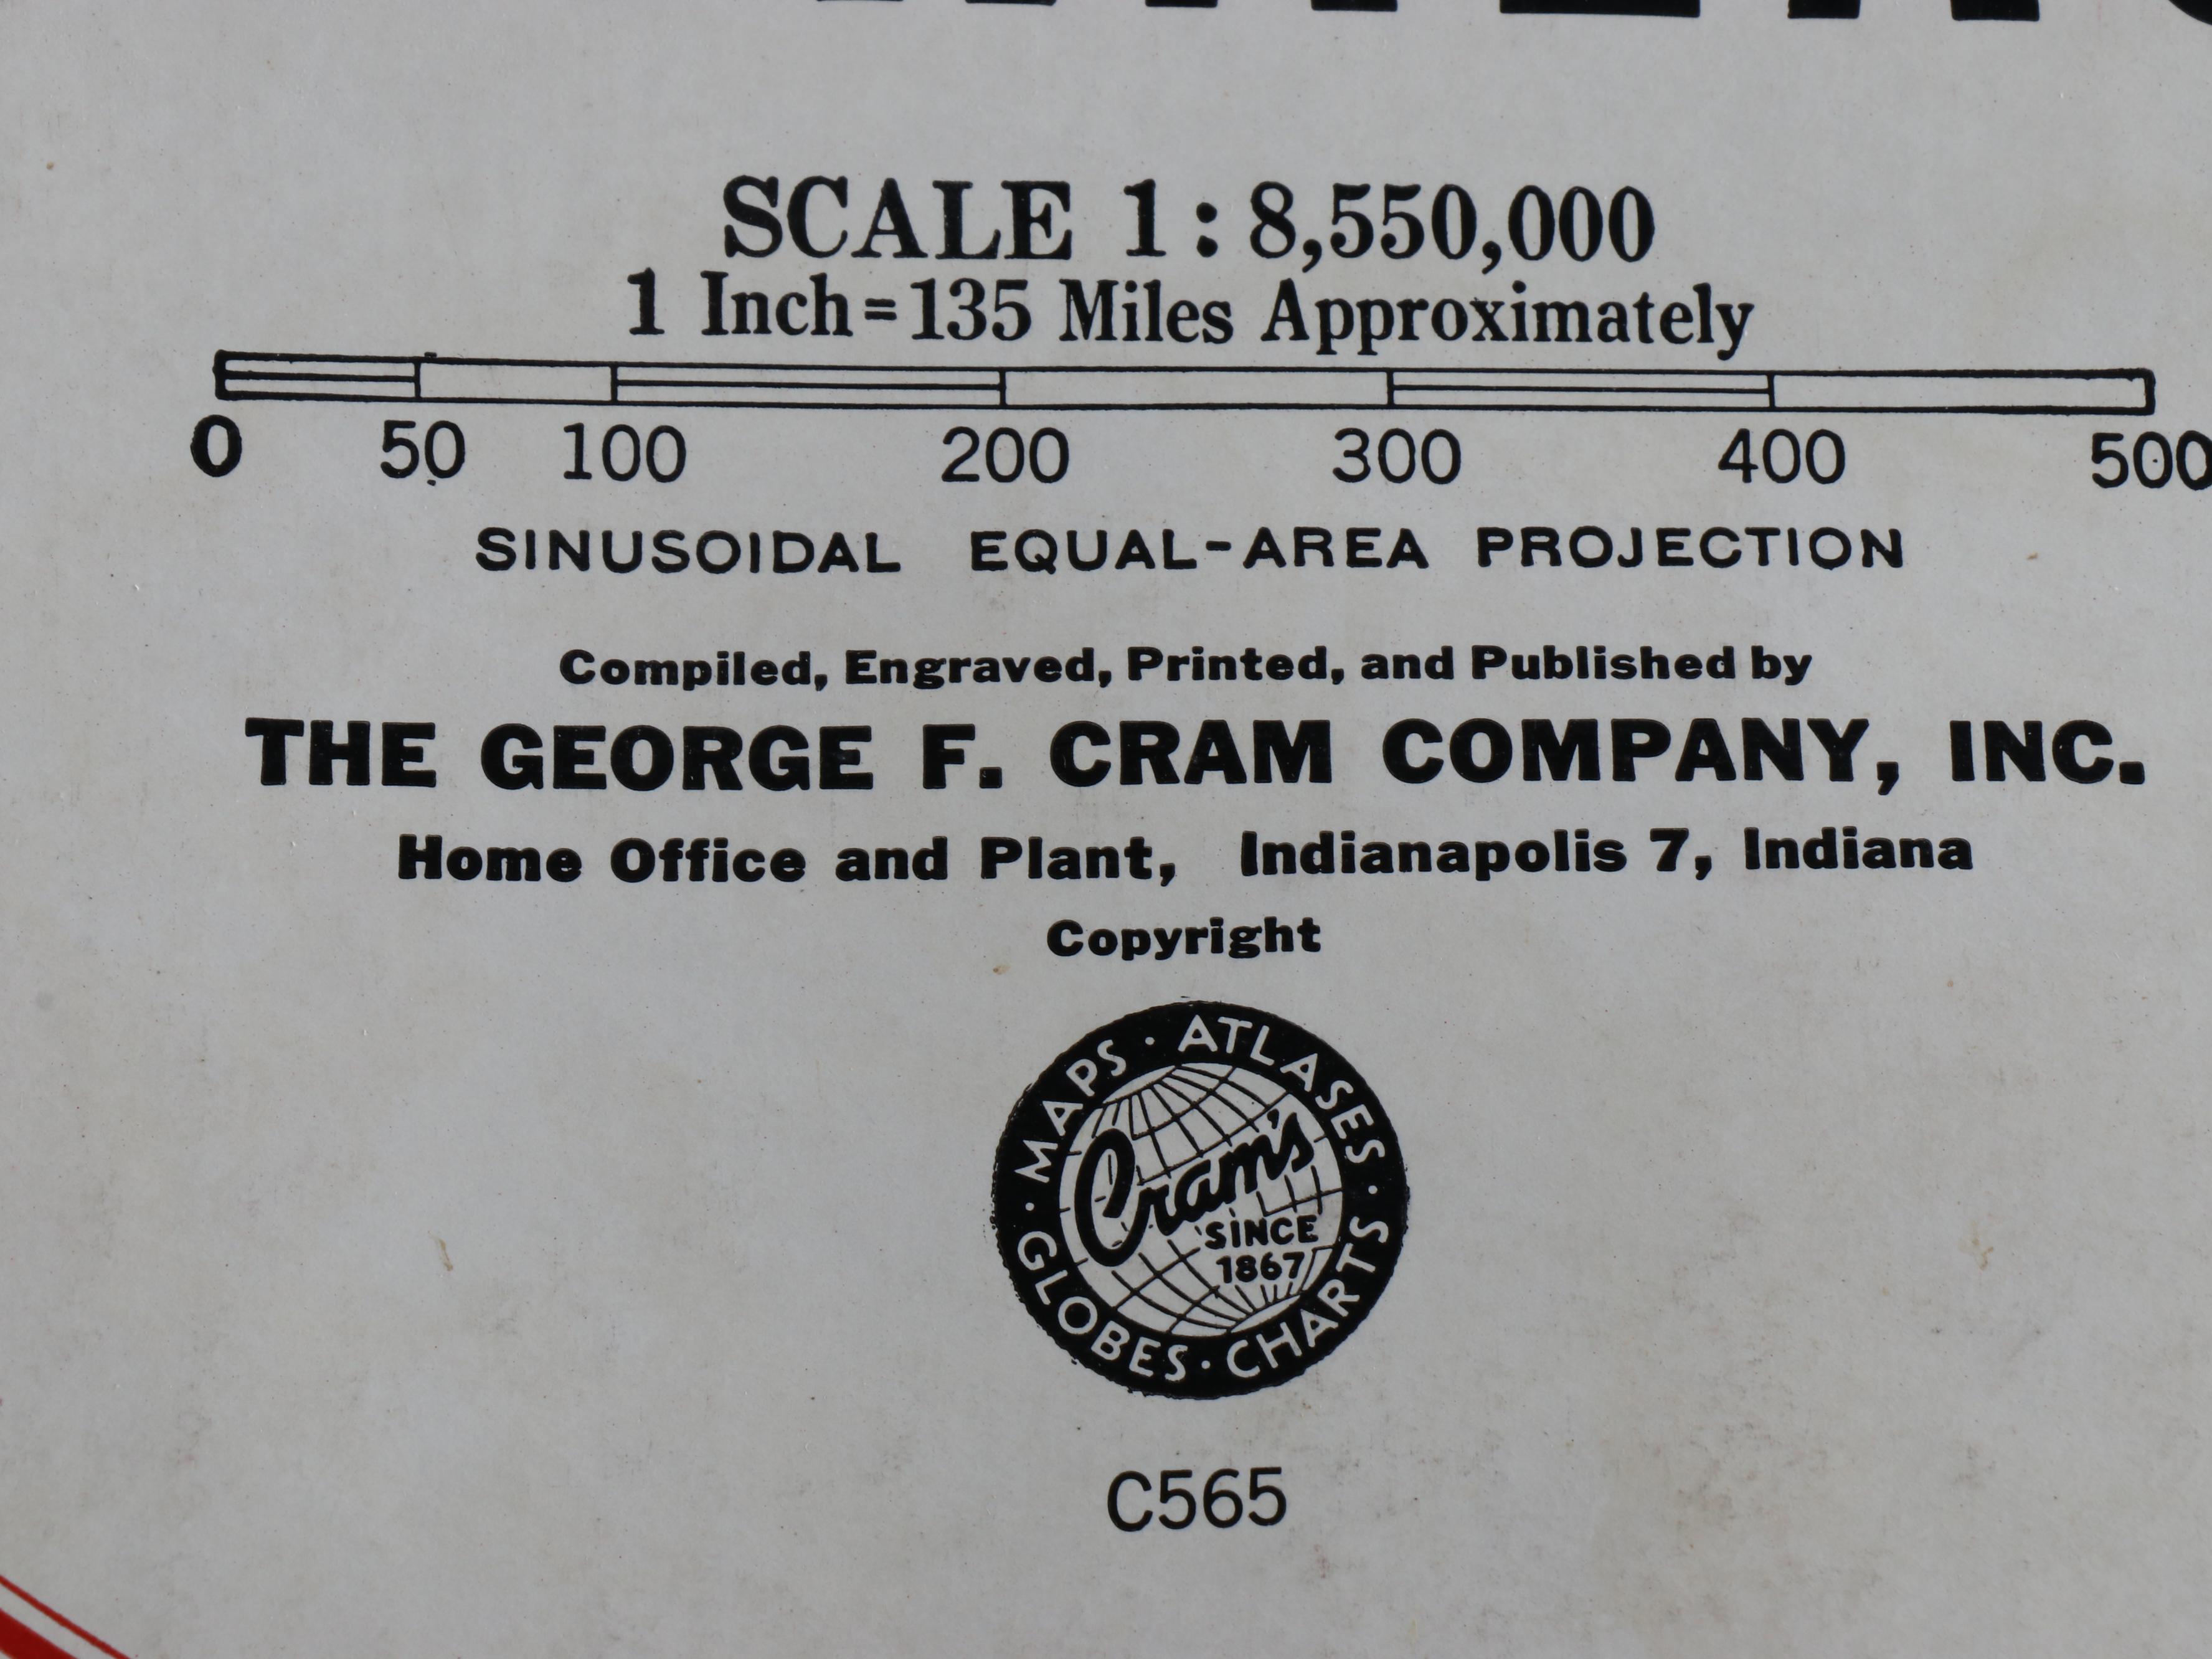 SCALE 1 : 8,550,000
1 Inch = 135 Miles Approximately
0 50 100 200 300 400 500
SINUSOIDAL EQUAL-AREA PROJECTION
Compiled, Engraved, Printed, and Published by
THE GEORGE F. CRAM COMPANY, INC.
Home Office and Plant, Indianapolis 7, Indiana
Copyright
MAPS · ATLASES · CHARTS · GLOBES ·
Cram's
SINCE
1867
C565